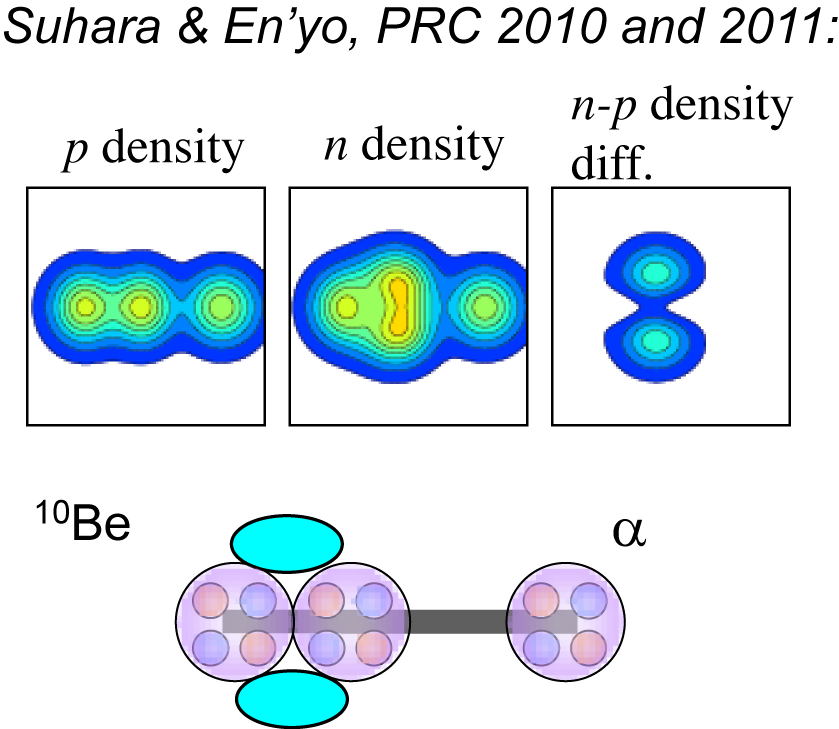 Suhara & En’yo, PRC 2010 and 2011:
p density
n density
n-p density
diff.
¹⁰Be
α